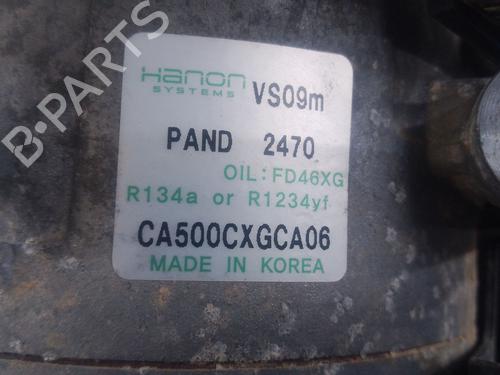 Hanon
SYSTEMS
VS09m
PAND 2470
OIL: FD46XG
R134a or R1234yf
CA500CXGCA06
MADE IN KOREA
B-PARTS